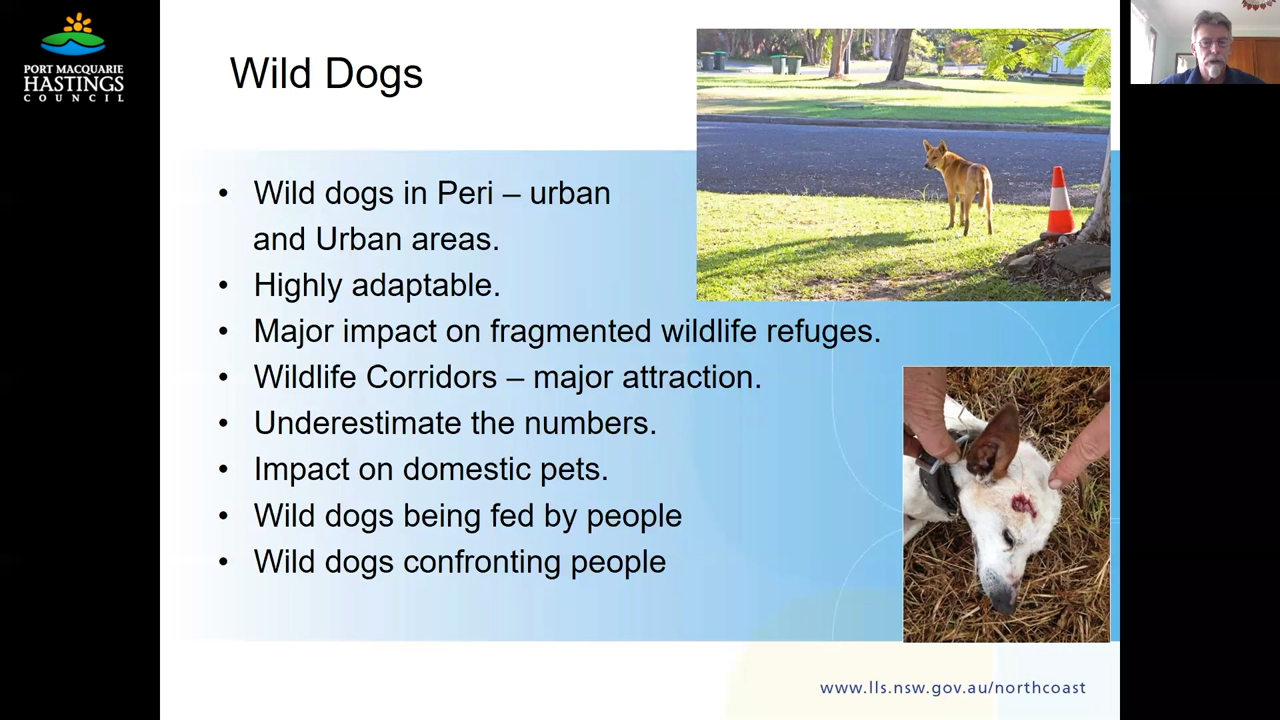 PORT MACQUARIE
HASTINGS
COUNCIL
Wild Dogs
• Wild dogs in Peri – urban
and Urban areas.
• Highly adaptable.
• Major impact on fragmented wildlife refuges.
• Wildlife Corridors – major attraction.
• Underestimate the numbers.
• Impact on domestic pets.
• Wild dogs being fed by people
• Wild dogs confronting people
www.lls.nsw.gov.au/northcoast